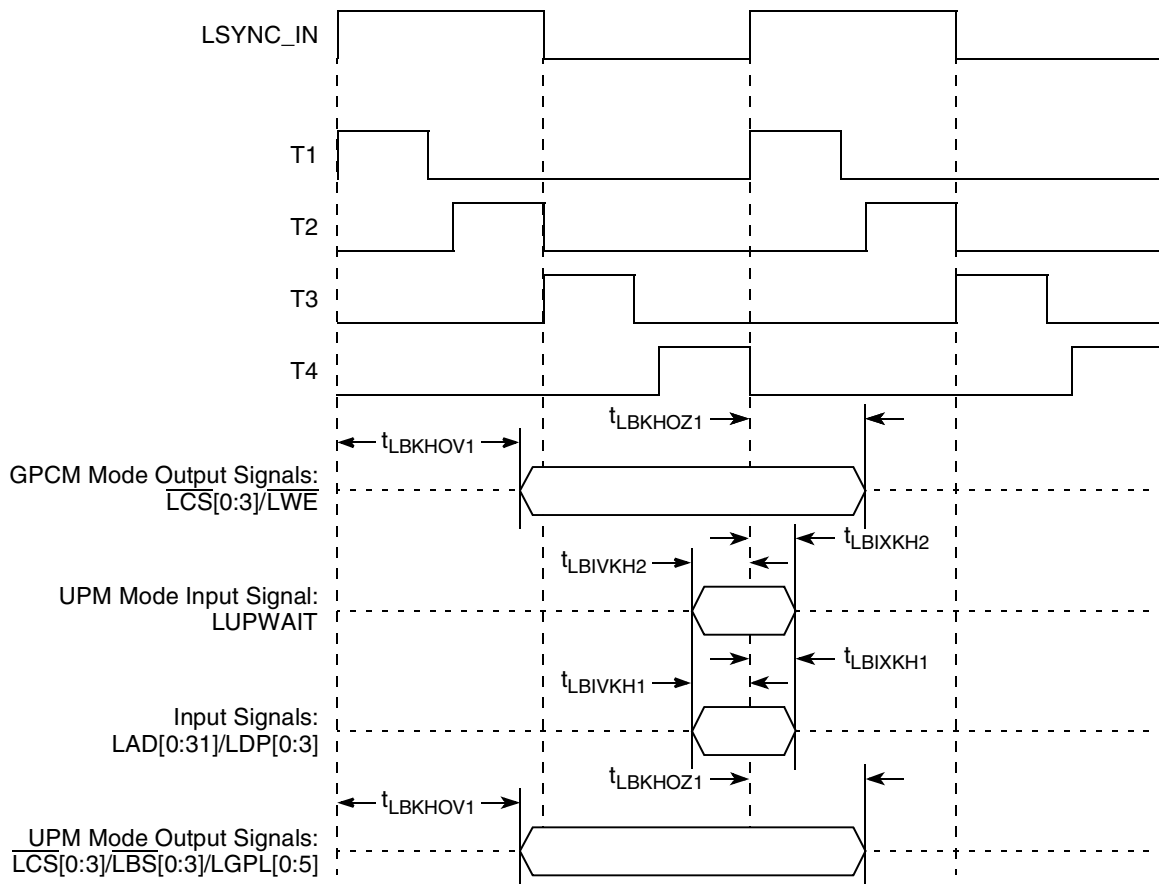 LSYNC_IN
T1
T2
T3
T4
tLBKHOZ1
tLBKHOV1
GPCM Mode Output Signals:
LCS[0:3]/LWE
tLBIXKH2
tLBIVKH2
UPM Mode Input Signal:
LUPWAIT
tLBIXKH1
tLBIVKH1
Input Signals:
LAD[0:31]/LDP[0:3]
tLBKHOZ1
tLBKHOV1
UPM Mode Output Signals:
LCS[0:3]/LBS[0:3]/LGPL[0:5]